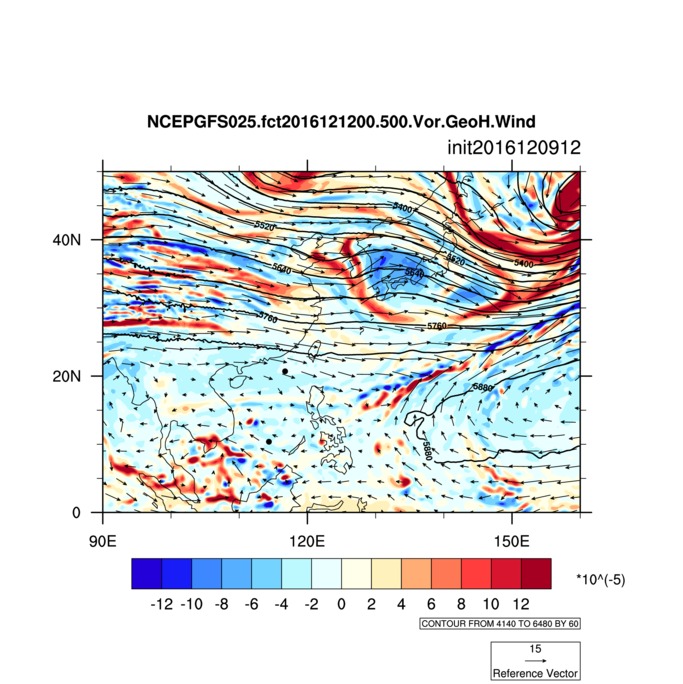 NCEPGFS025.fct2016121200.500.Vor.GeoH.Wind
init2016120912
5400
5520
40N
5520
5400
5640
5640
5760
5760
20N
5880
5880
0
90E 120E 150E
-12 -10 -8 -6 -4 -2 0 2 4 6 8 10 12 *10^(-5)
CONTOUR FROM 4140 TO 6480 BY 60
15
Reference Vector